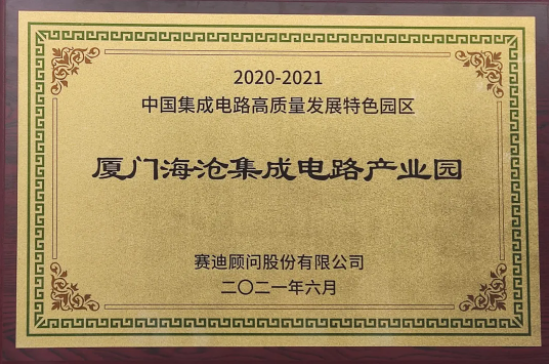 2020-2021
中国集成电路高质量发展特色园区
厦门海沧集成电路产业园
赛迪顾问股份有限公司
二〇二一年六月